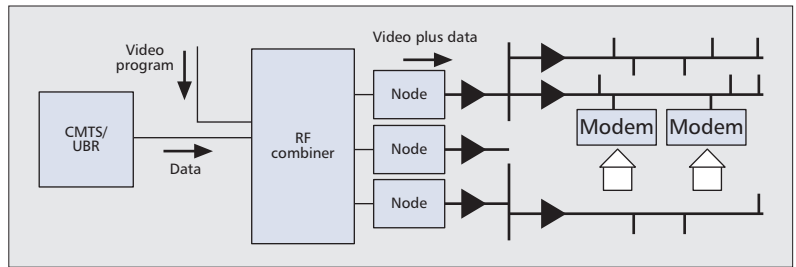 Video
program
Video plus data
CMTS/
UBR
Data
RF
combiner
Node
Node
Node
Modem
Modem